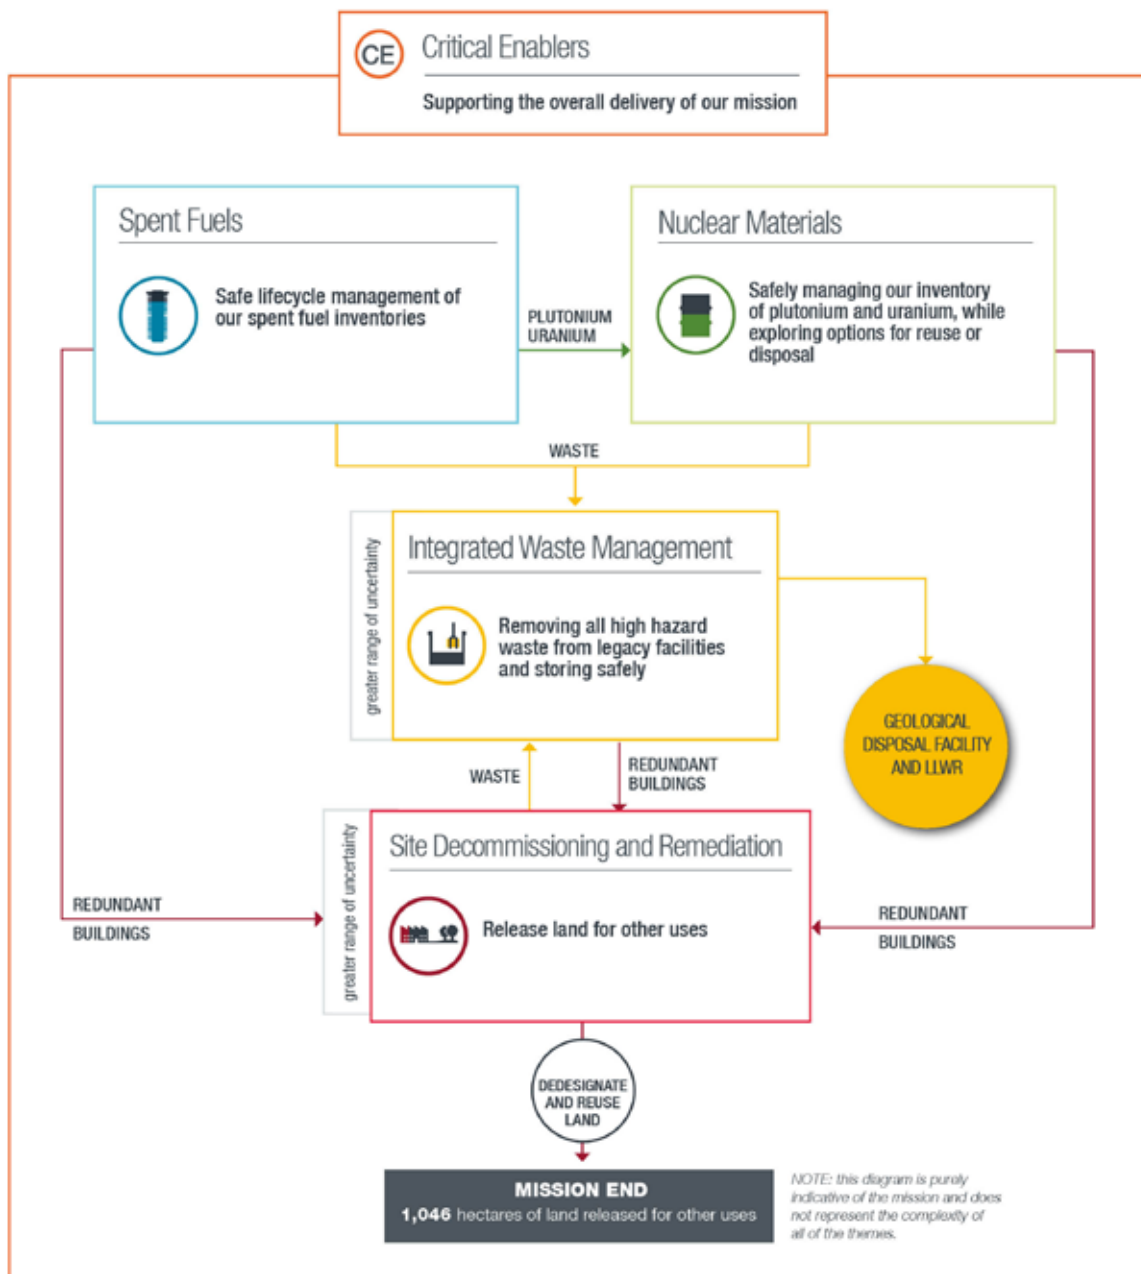 CE
Critical Enablers
Supporting the overall delivery of our mission
Spent Fuels
Safe lifecycle management of
our spent fuel inventories
PLUTONIUM
URANIUM
Nuclear Materials
Safely managing our inventory
of plutonium and uranium, while
exploring options for reuse or
disposal
WASTE
greater range of uncertainty
Integrated Waste Management
Removing all high hazard
waste from legacy facilities
and storing safely
GEOLOGICAL
DISPOSAL FACILITY
AND LLWR
WASTE
REDUNDANT
BUILDINGS
greater range of uncertainty
Site Decommissioning and Remediation
Release land for other uses
REDUNDANT
BUILDINGS
REDUNDANT
BUILDINGS
DEDESIGNATE
AND REUSE
LAND
MISSION END
1,046 hectares of land released for other uses
NOTE: this diagram is purely
indicative of the mission and does
not represent the complexity of
all of the themes.